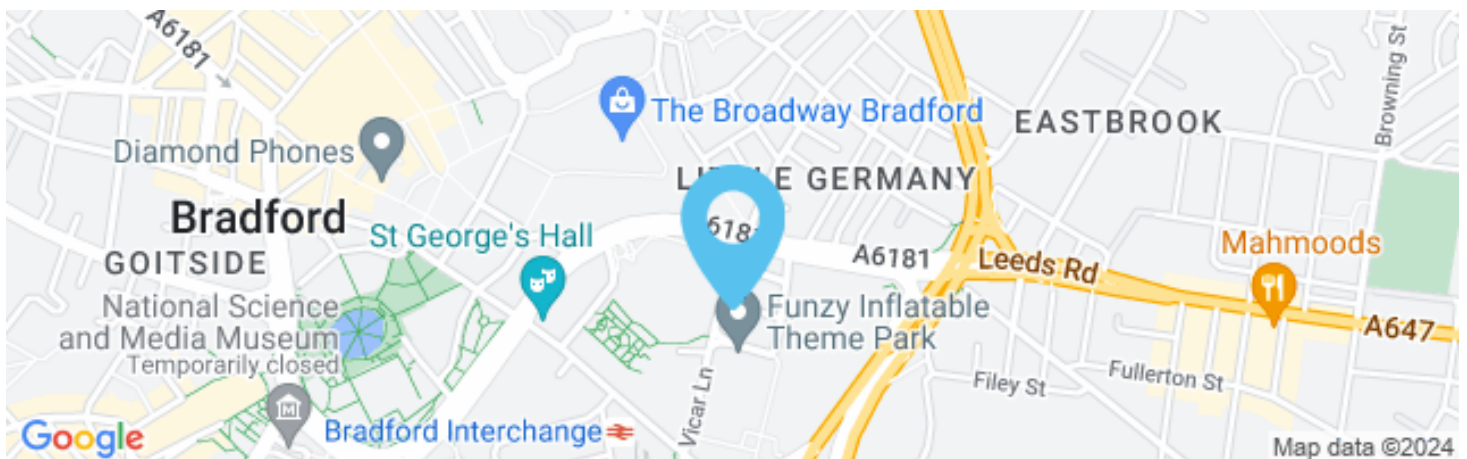 A6181
The Broadway Bradford
EASTBROOK
Browning St
Diamond Phones
GERMANY
Bradford
St George's Hall
6181
A6181
Leeds Rd
Mahmoods
GOITSIDE
National Science
and Media Museum
Temporarily closed
Funzy Inflatable
Theme Park
A647
Filey St
Fullerton St
Vicar Ln
Bradford Interchange
Google
Map data ©2024